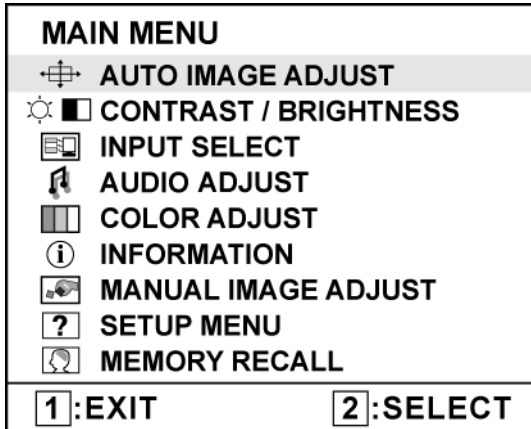 MAIN MENU
AUTO IMAGE ADJUST
CONTRAST / BRIGHTNESS
INPUT SELECT
AUDIO ADJUST
COLOR ADJUST
i INFORMATION
MANUAL IMAGE ADJUST
? SETUP MENU
MEMORY RECALL
1 :EXIT 2 :SELECT